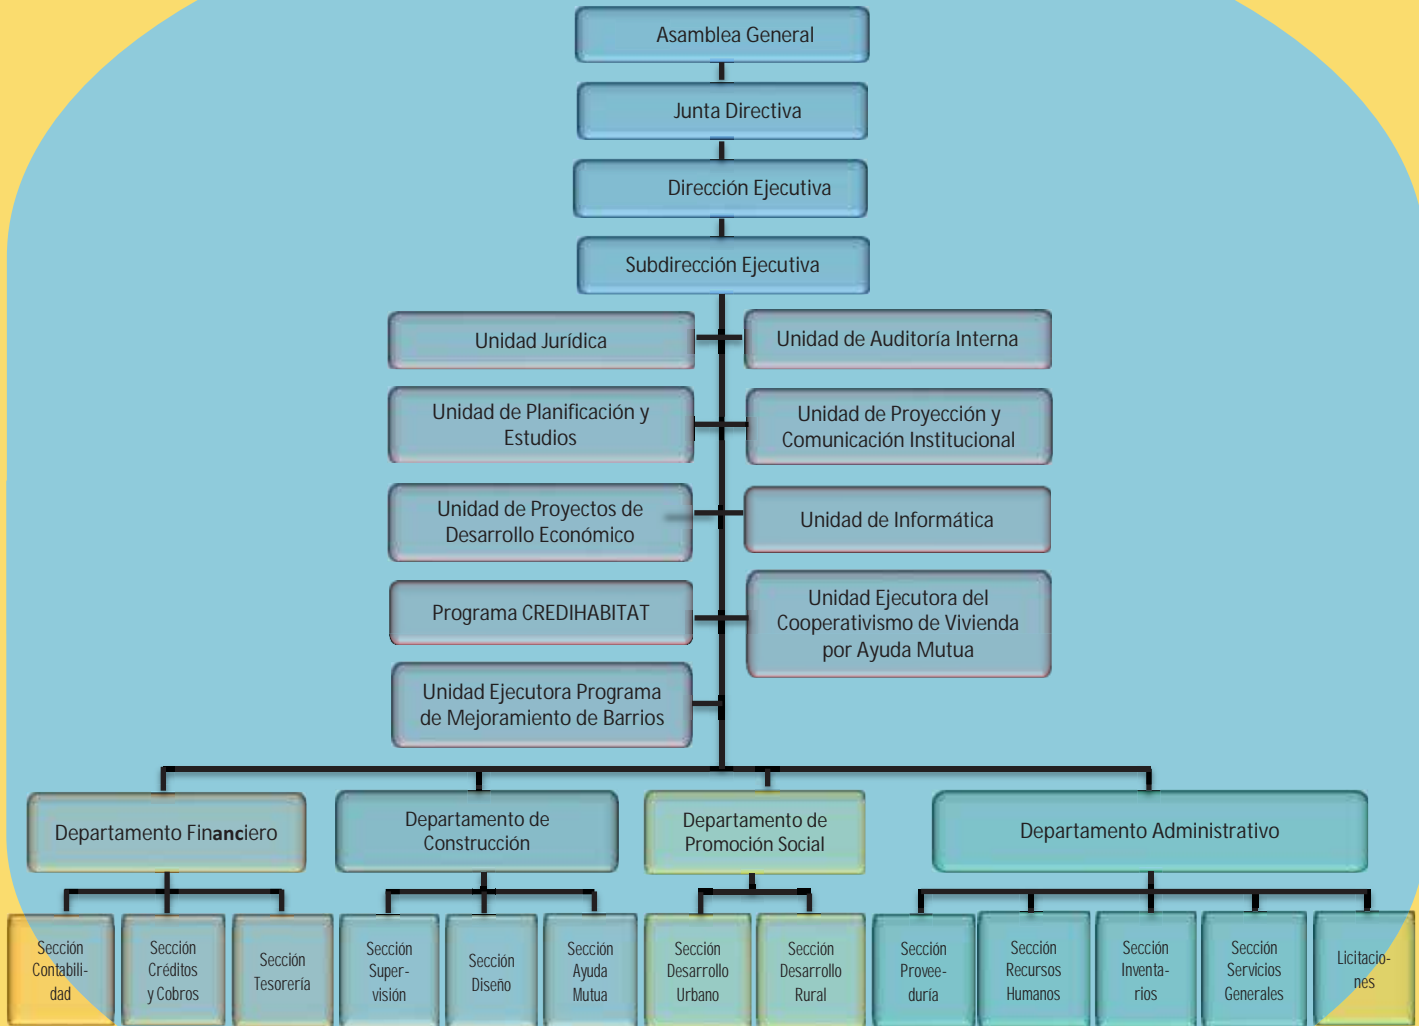 Asamblea General
Junta Directiva
Dirección Ejecutiva
Subdirección Ejecutiva
Unidad Jurídica
Unidad de Auditoría Interna
Unidad de Planificación y
Estudios
Unidad de Proyección y
Comunicación Institucional
Unidad de Proyectos de
Desarrollo Económico
Unidad de Informática
Programa CREDIHABITAT
Unidad Ejecutora del
Cooperativismo de Vivienda
por Ayuda Mutua
Unidad Ejecutora Programa
de Mejoramiento de Barrios
Departamento Financiero
Departamento de
Construcción
Departamento de
Promoción Social
Departamento Administrativo
Sección
Contabili-
dad
Sección
Créditos
y Cobros
Sección
Tesorería
Sección
Super-
visión
Sección
Diseño
Sección
Ayuda
Mutua
Sección
Desarrollo
Urbano
Sección
Desarrollo
Rural
Sección
Provee-
duría
Sección
Recursos
Humanos
Sección
Inventa-
rios
Sección
Servicios
Generales
Licitacio-
nes